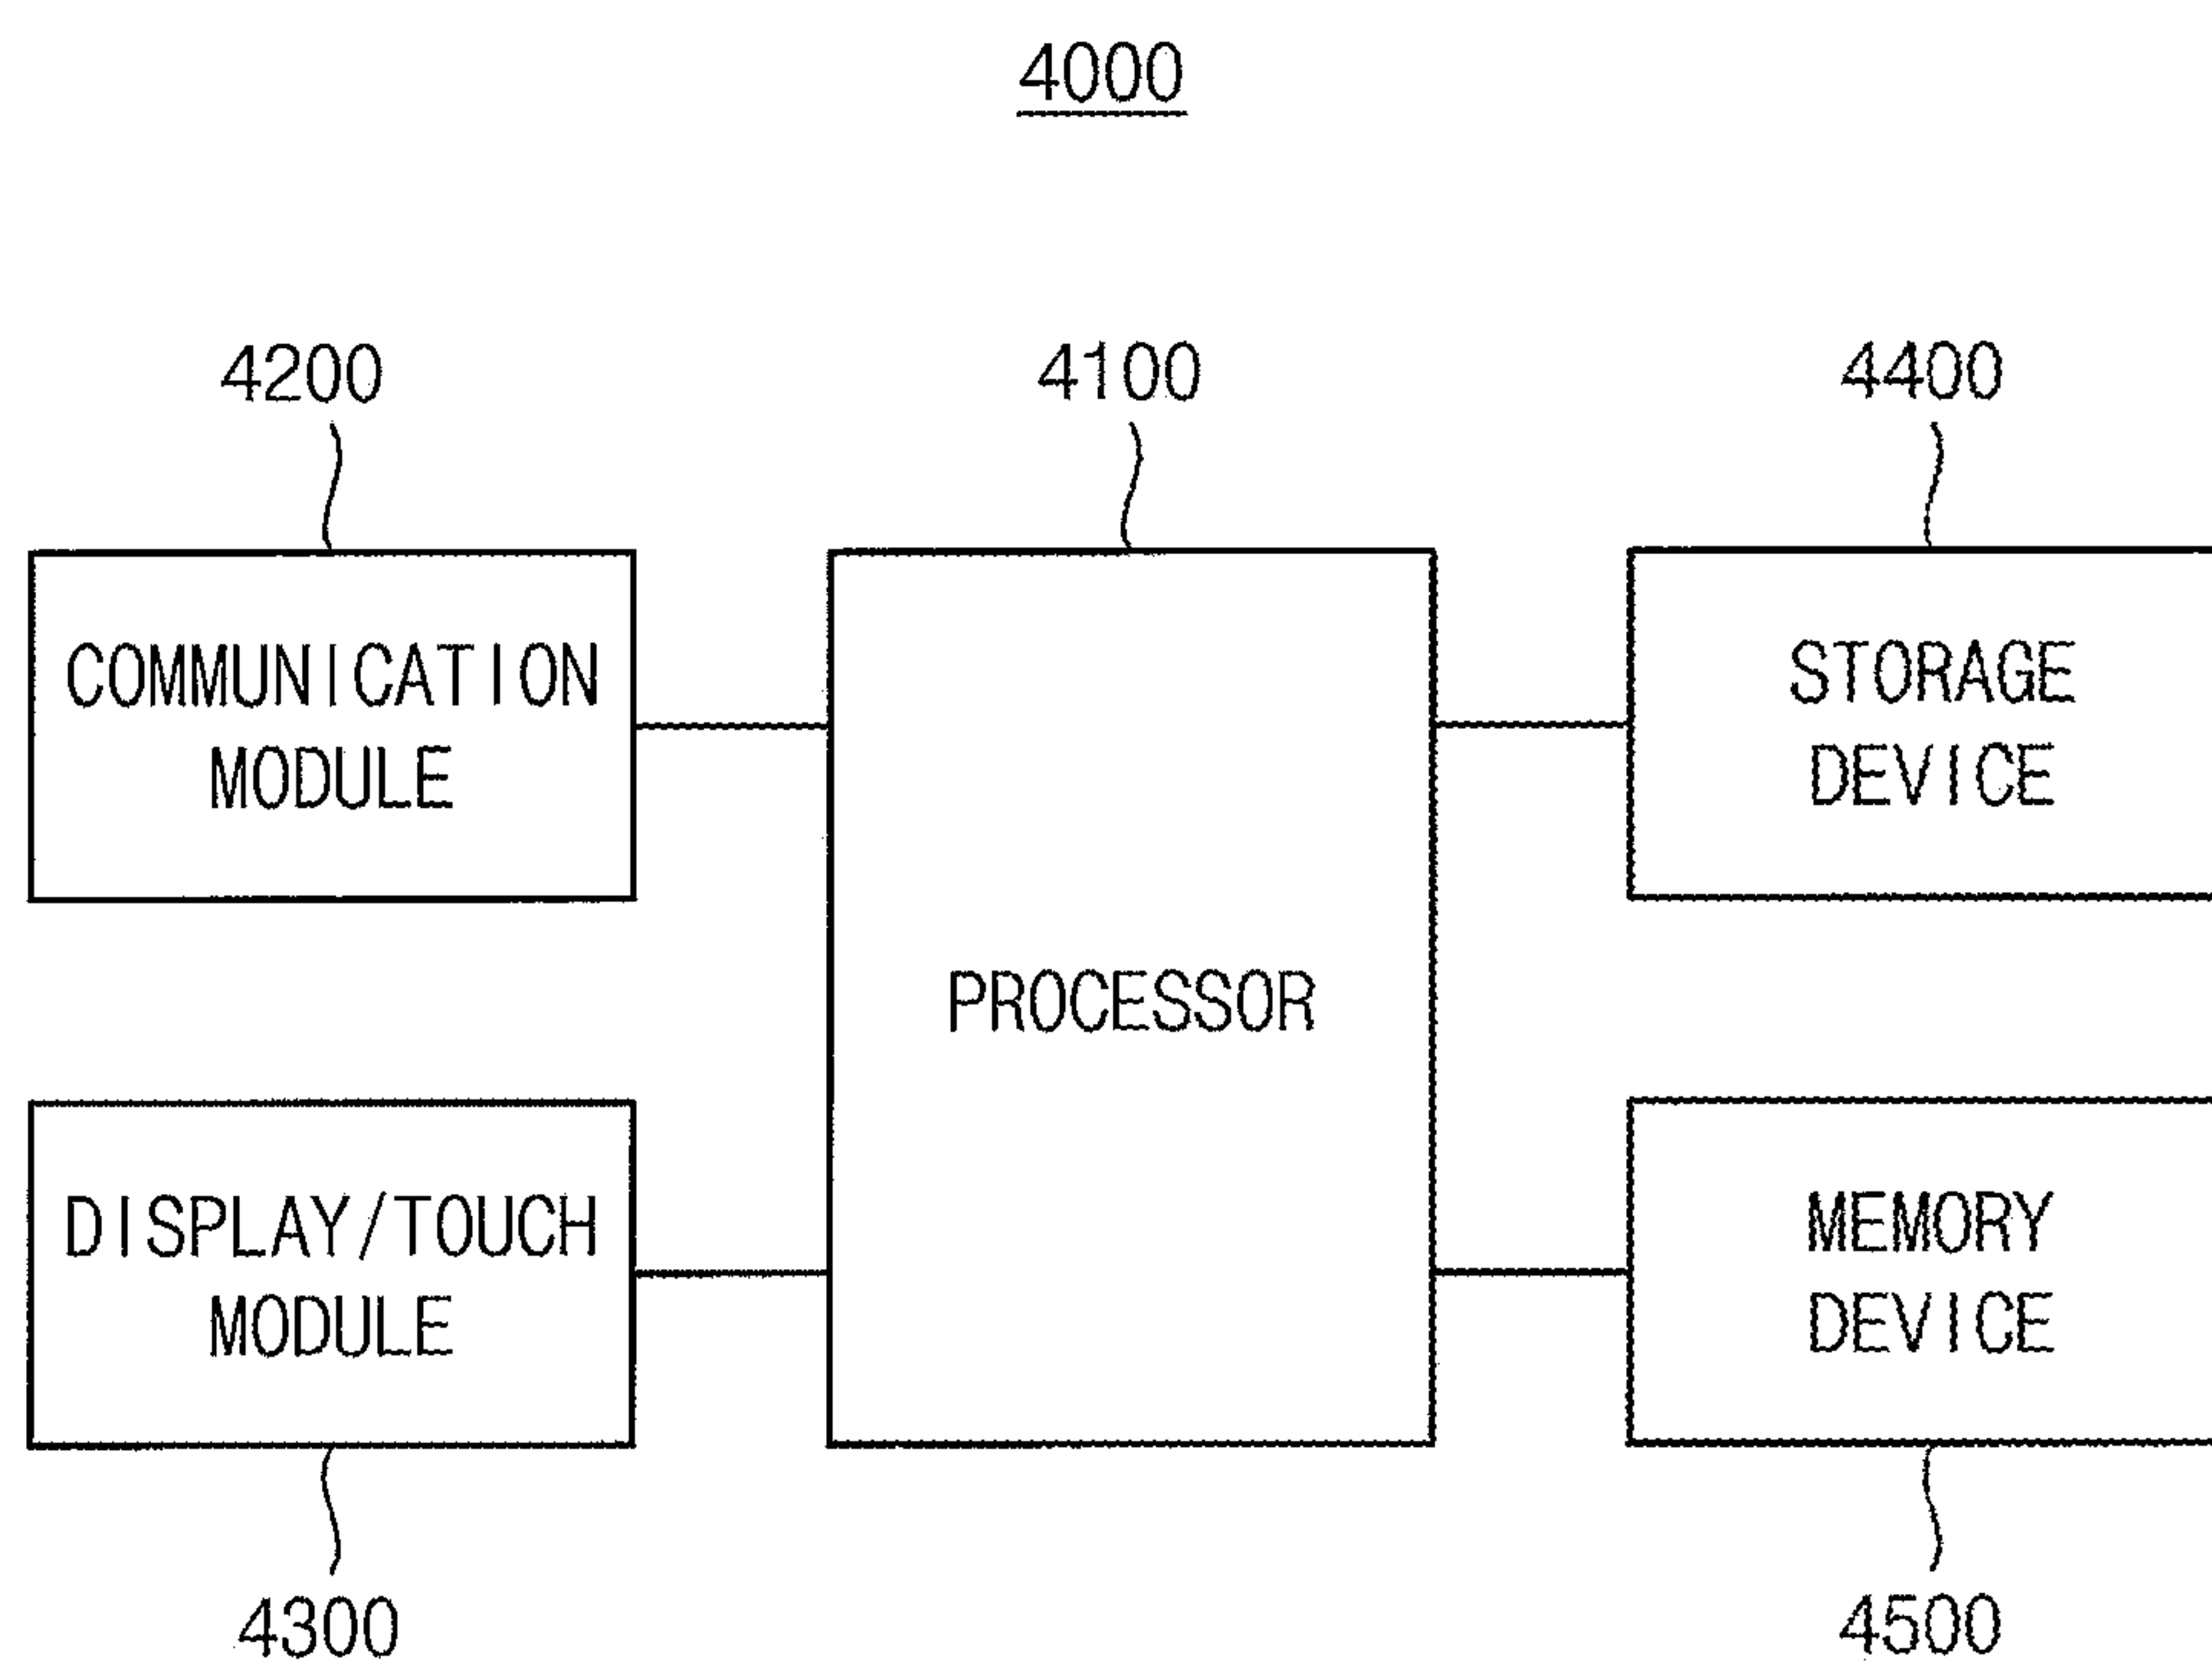 4000
4200
4100
4400
COMMUNICATION
MODULE
PROCESSOR
STORAGE
DEVICE
DISPLAY/TOUCH
MODULE
MEMORY
DEVICE
4300
4500